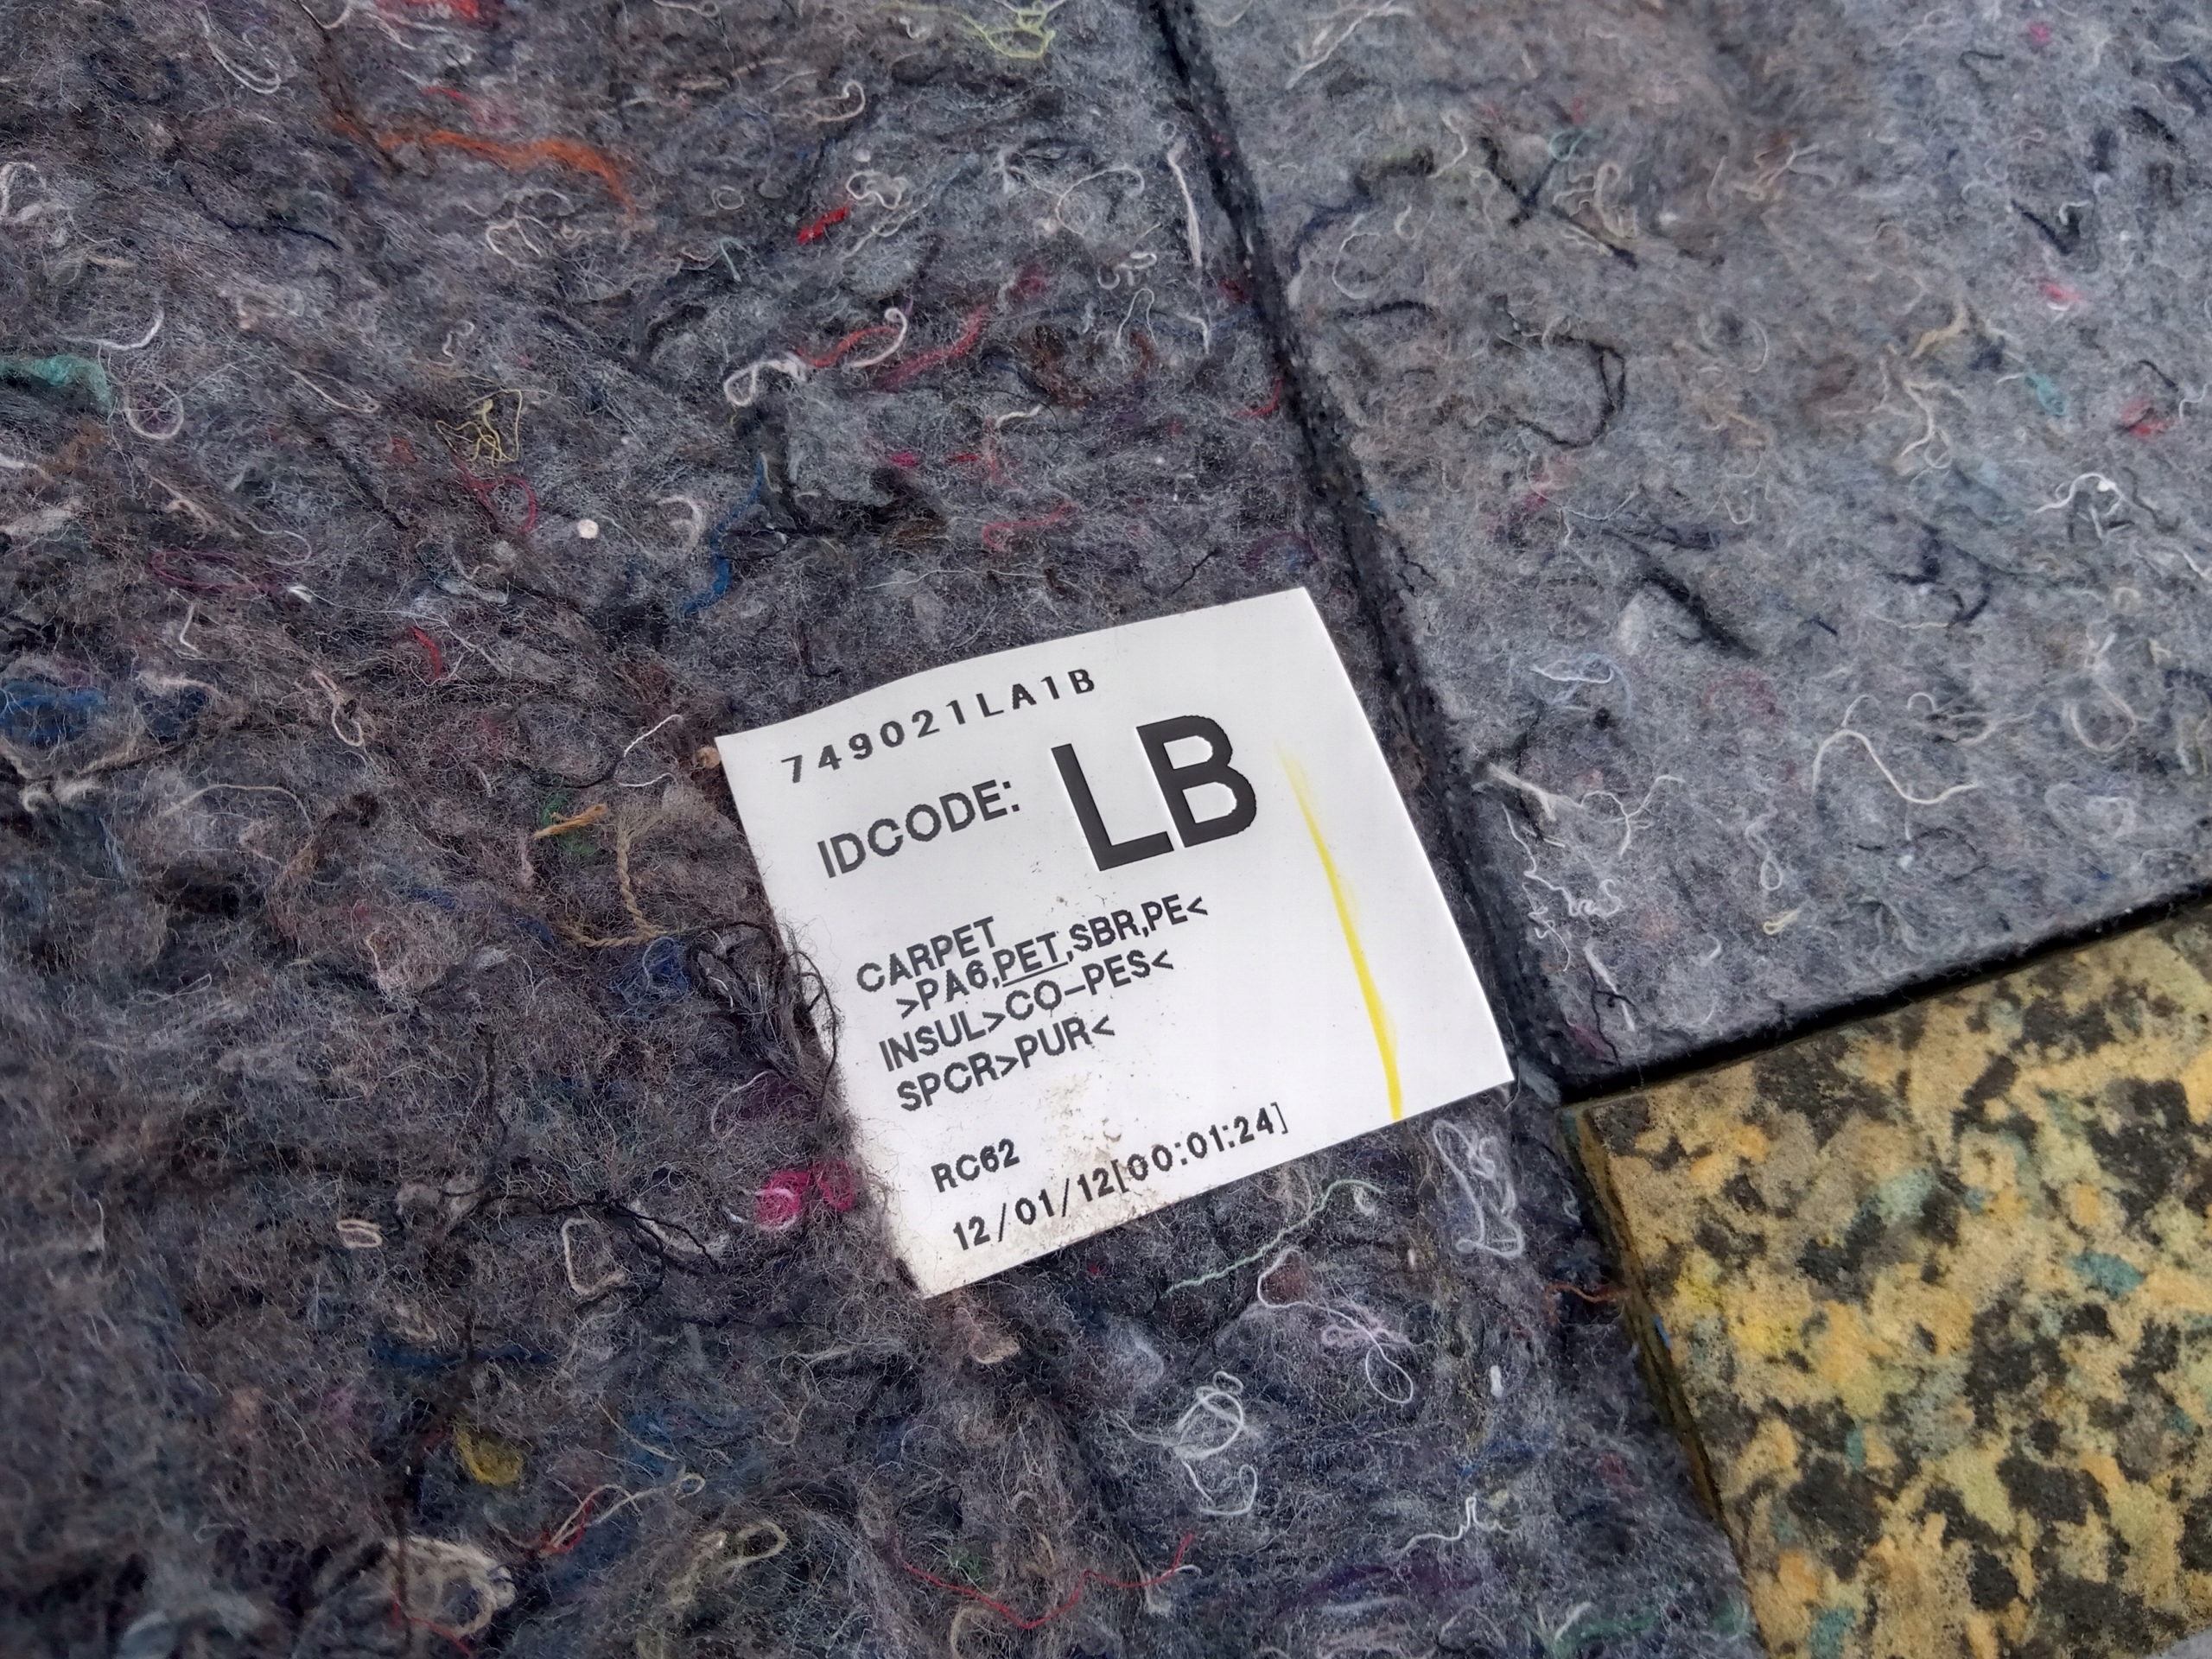 749021LA1B
IDCODE: LB
CARPET
>PA6,PET,SBR,PE<
INSUL>CO-PES<
SPCR>PUR<
RC62
12/01/12[00:01:24]